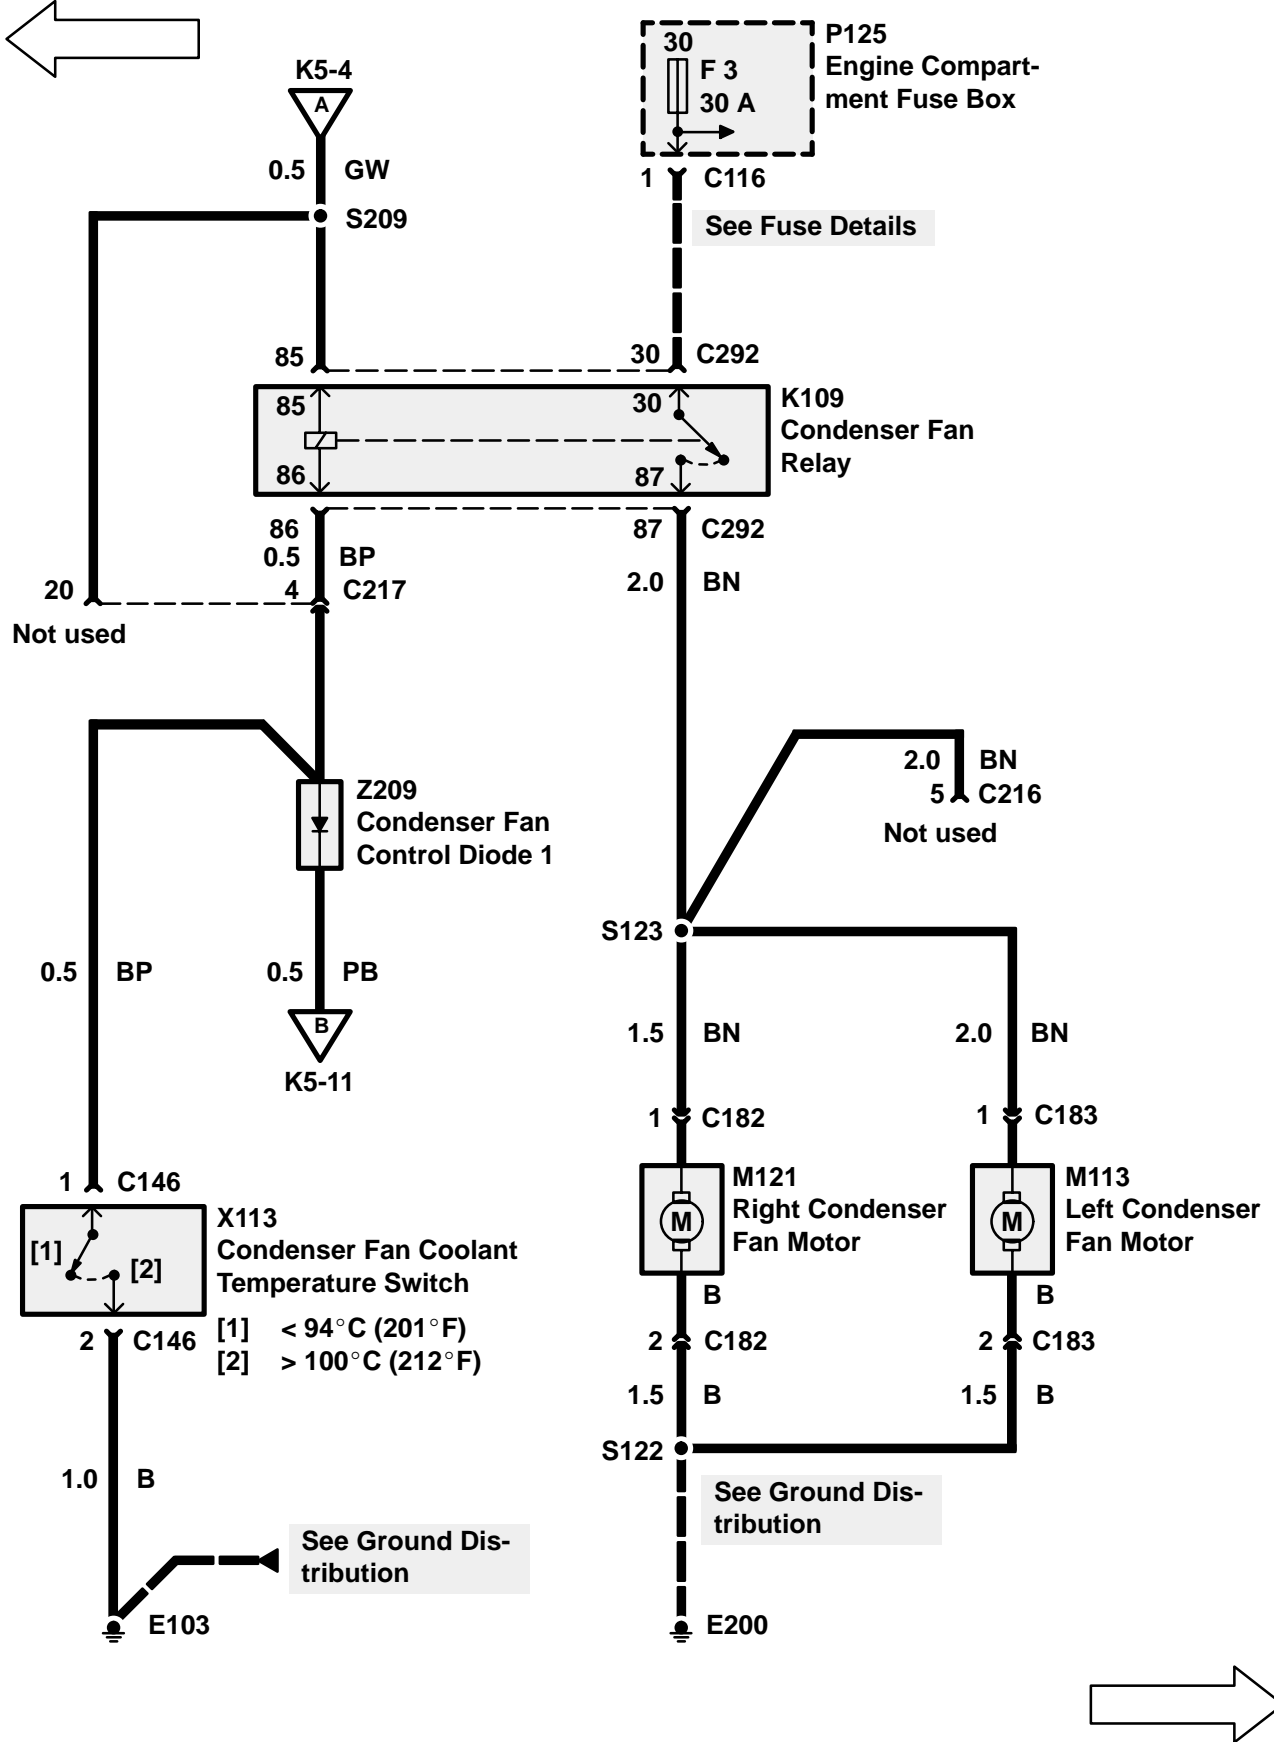 K5-4
A
0.5 GW
S209
30
F 3
30 A
P125
Engine Compart-
ment Fuse Box
1 C116
See Fuse Details
85
30 C292
85
30
86
87
K109
Condenser Fan
Relay
86
0.5 BP
4 C217
87 C292
2.0 BN
20
Not used
Z209
Condenser Fan
Control Diode 1
2.0 BN
5 C216
Not used
S123
0.5 BP
0.5 PB
B
K5-11
1.5 BN
2.0 BN
1 C182
1 C183
1 C146
[1]
[2]
X113
Condenser Fan Coolant
Temperature Switch
[1] < 94°C (201°F)
[2] > 100°C (212°F)
2 C146
M
M121
Right Condenser
Fan Motor
M
M113
Left Condenser
Fan Motor
B
B
2 C182
2 C183
1.5 B
1.5 B
S122
1.0 B
See Ground Dis-
tribution
See Ground Dis-
tribution
E103
E200